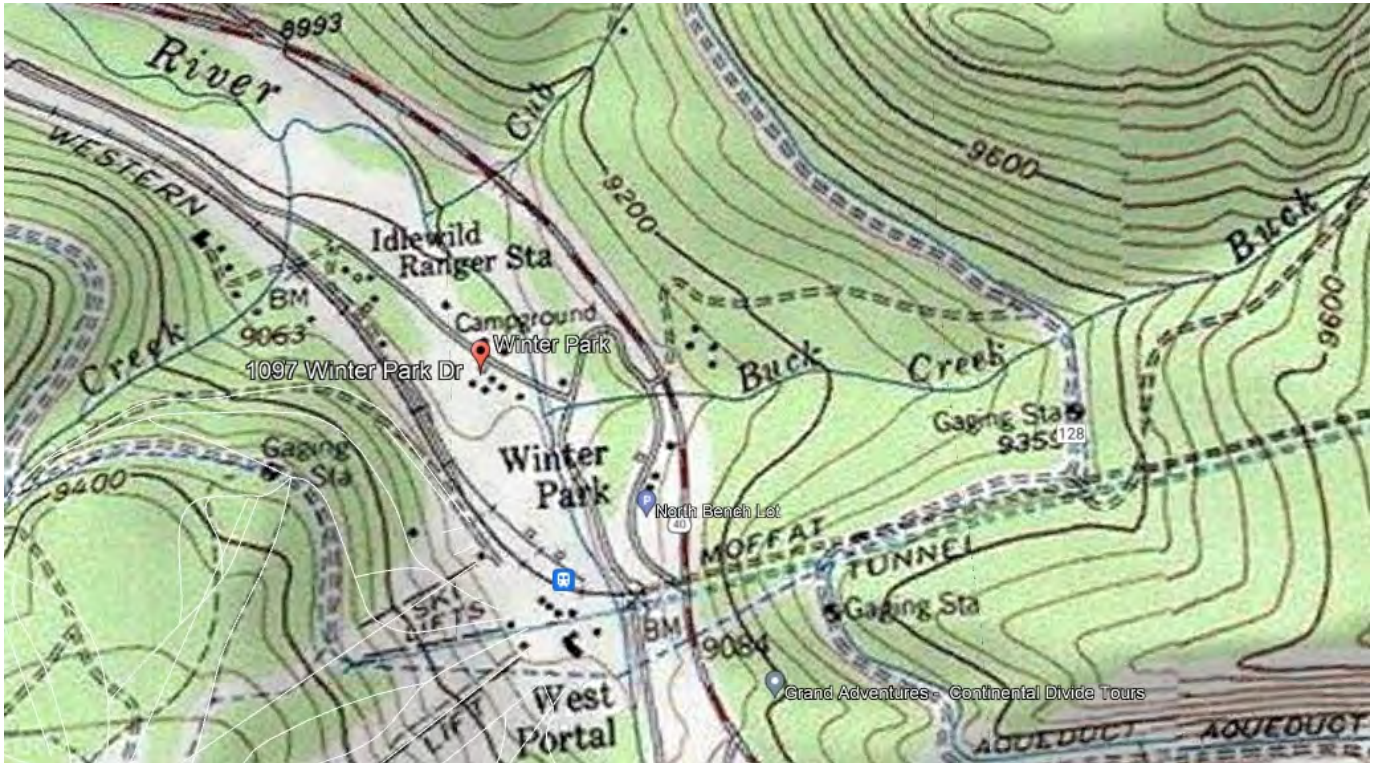 8993
River
Club
WESTERN
9600
9200
Buck
Idlewild
Ranger Sta
BM
9063
Campground
Winter Park
1097 Winter Park Dr
Creek
Buck Creek
9600
Gaging Sta
9359
128
Gaging
Sta
9400
Winter
Park
North Bench Lot
40
MOFFAT
TUNNEL
SKI
LIFTS
Gaging Sta
BM
9084
Grand Adventures - Continental Divide Tours
West
Portal
LIFT
AQUEDUCT
AQUEDUCT